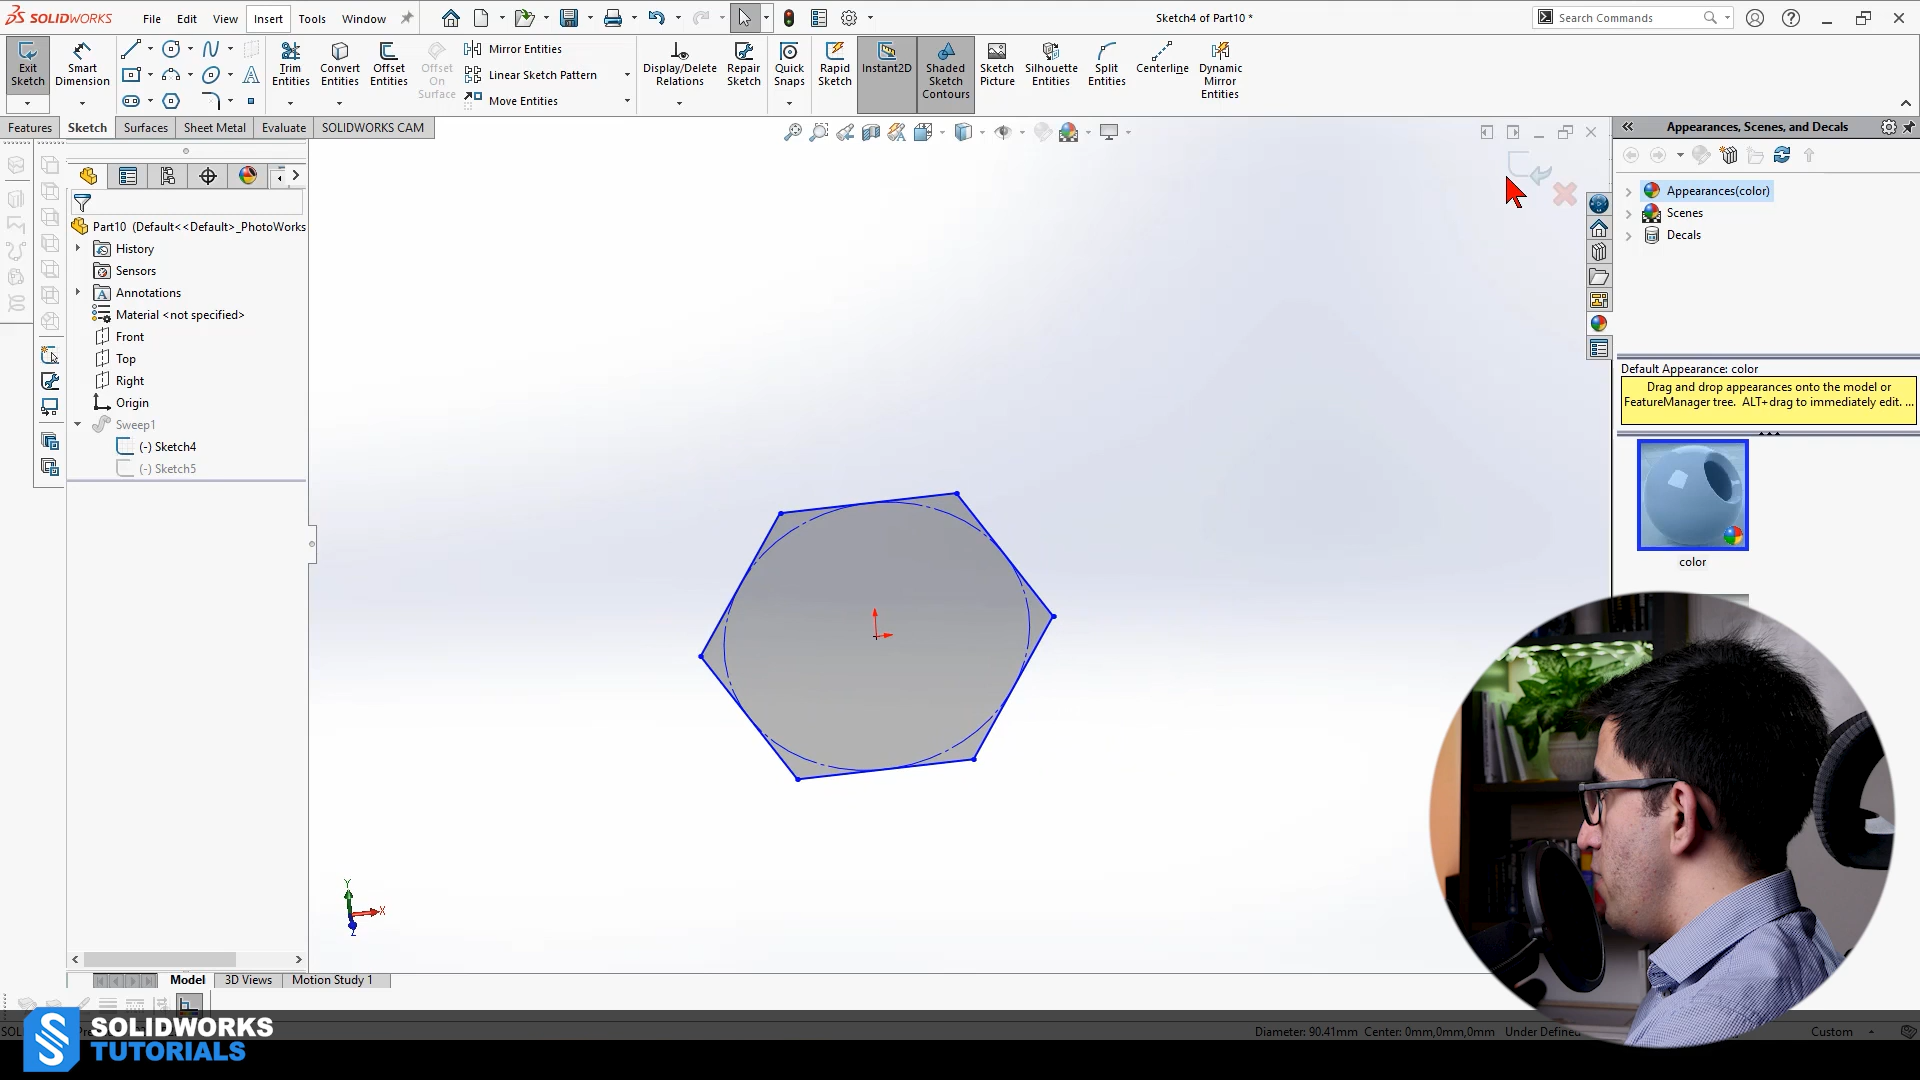 SOLIDWORKS
File
Edit
View
Insert
Tools
Window
Sketch4 of Part10 *
Search Commands
Exit
Sketch
Smart
Dimension
Trim
Entities
Convert
Entities
Offset
Entities
Offset
On
Surface
Mirror Entities
Linear Sketch Pattern
Move Entities
Display/Delete
Relations
Repair
Sketch
Quick
Snaps
Rapid
Sketch
Instant2D
Shaded
Sketch
Contours
Sketch
Picture
Silhouette
Entities
Split
Entities
Centerline
Dynamic
Mirror
Entities
Features
Sketch
Surfaces
Sheet Metal
Evaluate
SOLIDWORKS CAM
Appearances, Scenes, and Decals
Appearances(color)
Scenes
Decals
Part10 (Default<<Default>_PhotoWorks
History
Sensors
Annotations
Material <not specified>
Front
Top
Right
Origin
Sweep1
(-) Sketch4
(-) Sketch5
Default Appearance: color
Drag and drop appearances onto the model or
FeatureManager tree. ALT+drag to immediately edit. ...
color
Y
X
Z
Model
3D Views
Motion Study 1
SOLIDWORKS
TUTORIALS
Diameter: 90.41mm Center: 0mm,0mm,0mm
Under Defined
Custom